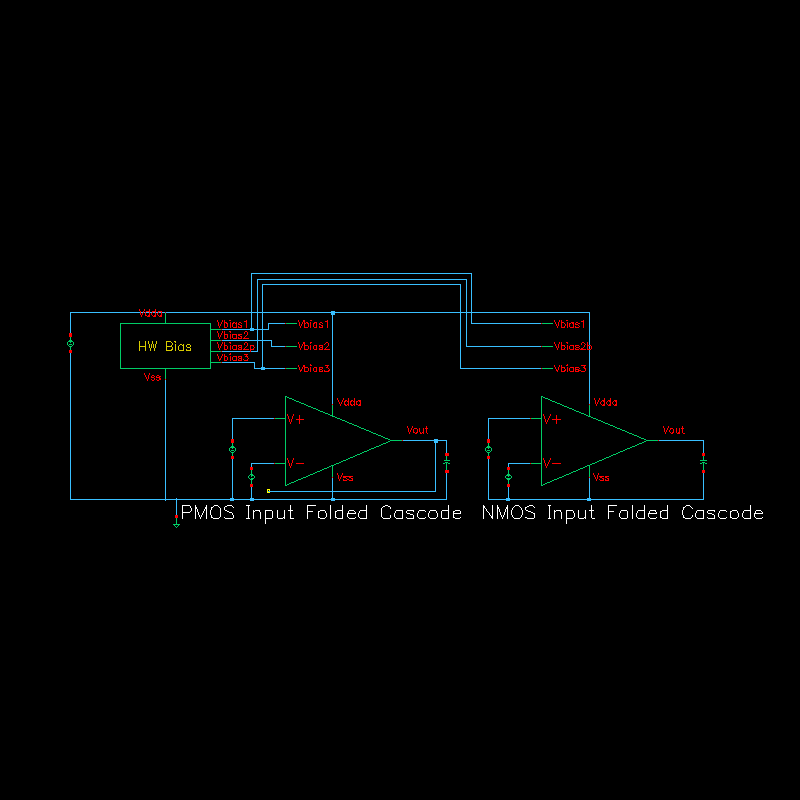 Vdda
HW Bias
Vss
Vbias1
Vbias2
Vbias2p
Vbias3
Vbias1
Vbias2
Vbias3
Vbias1
Vbias2b
Vbias3
Vdda
V+
V-
Vss
Vout
Vdda
V+
V-
Vss
Vout
PMOS Input Folded Cascode
NMOS Input Folded Cascode